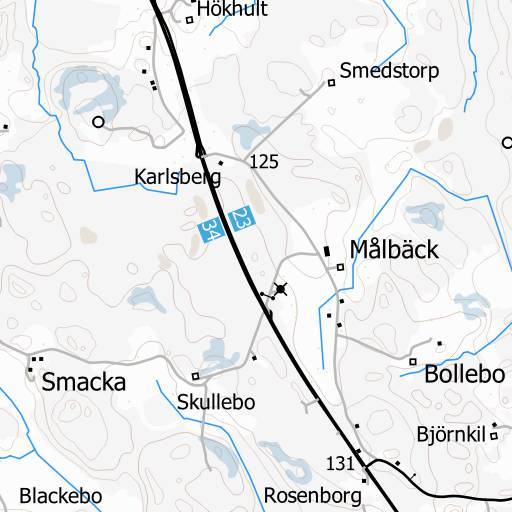 Hökhult
Smedstorp
125
Karlsberg
34
23
Målbäck
Smacka
Bollebo
Skullebo
Björnkil
131
Blackebo
Rosenborg